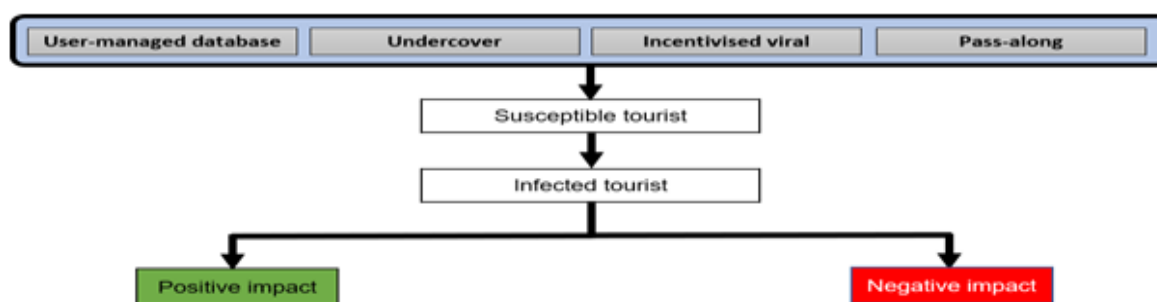 User-managed database
Undercover
Incentivised viral
Pass-along
Susceptible tourist
Infected tourist
Positive impact
Negative impact